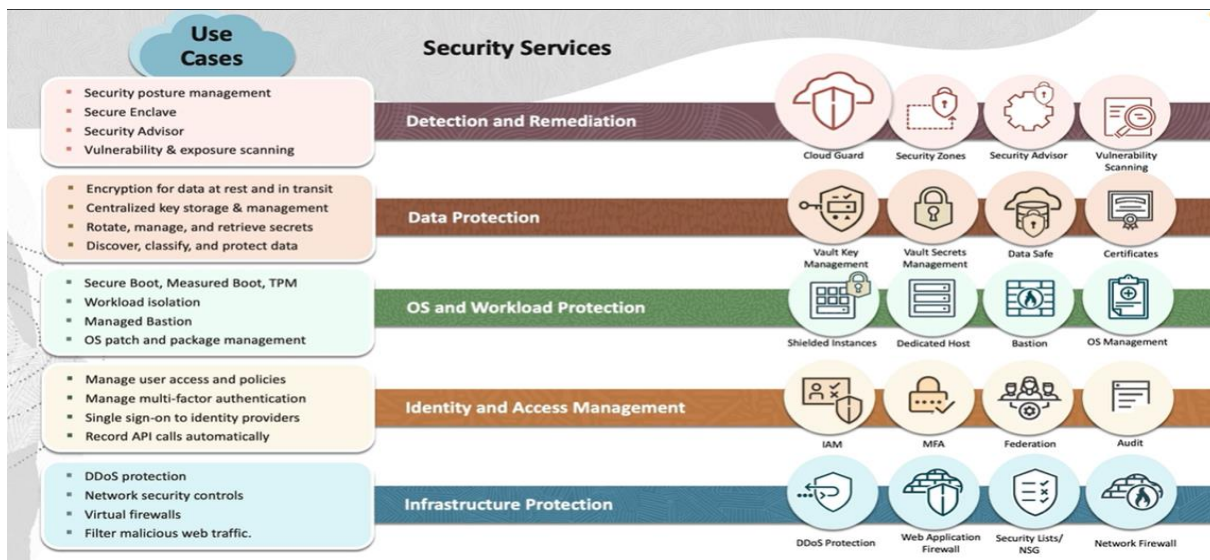 Use
Cases
Security Services
Security posture management
Secure Enclave
Security Advisor
Vulnerability & exposure scanning
Detection and Remediation
Cloud Guard
Security Zones
Security Advisor
Vulnerability
Scanning
Encryption for data at rest and in transit
Centralized key storage & management
Rotate, manage, and retrieve secrets
Discover, classify, and protect data
Data Protection
Vault Key
Management
Vault Secrets
Management
Data Safe
Certificates
Secure Boot, Measured Boot, TPM
Workload isolation
Managed Bastion
OS patch and package management
OS and Workload Protection
Shielded Instances
Dedicated Host
Bastion
OS Management
Manage user access and policies
Manage multi-factor authentication
Single sign-on to identity providers
Record API calls automatically
Identity and Access Management
IAM
MFA
Federation
Audit
DDoS protection
Network security controls
Virtual firewalls
Filter malicious web traffic.
Infrastructure Protection
DDoS Protection
Web Application
Firewall
Security Lists/
NSG
Network Firewall